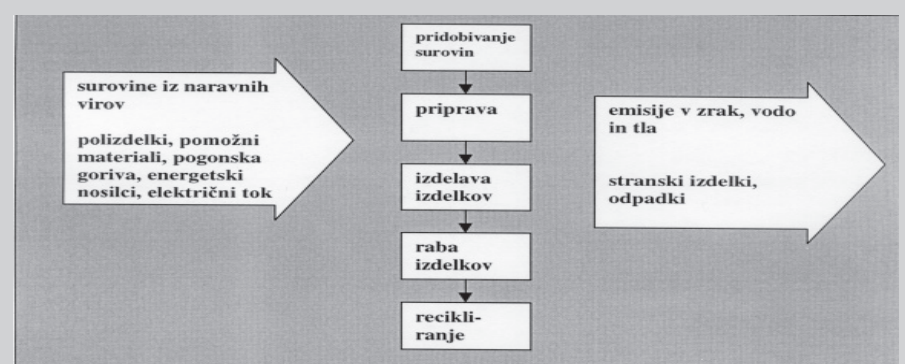 surovine iz naravnih
virov
polizdelki, pomožni
materiali, pogonska
goriva, energetski
nosilci, električni tok
pridobivanje
surovin
priprava
izdelava
izdelkov
raba
izdelkov
recikli-
ranje
emisije v zrak, vodo
in tla
stranski izdelki,
odpadki